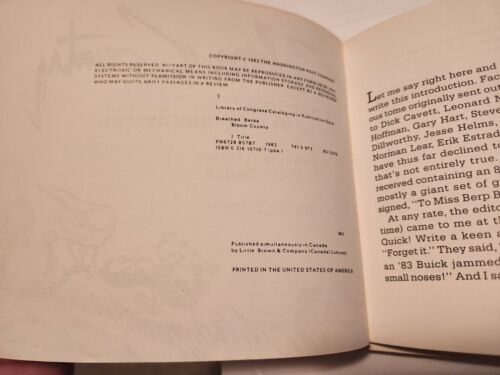 COPYRIGHT © 1983 THE WASHINGTON POST COMPANY
ALL RIGHTS RESERVED. NO PART OF THIS BOOK MAY BE REPRODUCED IN ANY FORM OR BY ANY
ELECTRONIC OR MECHANICAL MEANS INCLUDING INFORMATION STORAGE AND RETRIEVAL
SYSTEMS WITHOUT PERMISSION IN WRITING FROM THE PUBLISHER, EXCEPT BY A REVIEWER
WHO MAY QUOTE BRIEF PASSAGES IN A REVIEW
Library of Congress Cataloging in Publication Data
Breathed, Berke
Bloom County
I. Title
PN6728 B57B7 1983 741.5'973
ISBN 0 316 10710 7 (pbk.)
MU
Published simultaneously in Canada
by Little, Brown & Company (Canada) Limited
PRINTED IN THE UNITED STATES OF AMERICA
Let me say right here and
write this introduction. Fac
ous tome originally sent out
to Dick Cavett, Leonard
Hoffman, Gary Hart, Steve
Dillworthy, Jesse Helms,
Norman Lear, Erik Estrad
have thus far declined to
that's not entirely true.
received containing an 8
mostly a giant set of g
signed, "To Miss Berp B
At any rate, the edito
time) came to me at th
Quick! Write a keen a
"Forget it." They said, "
an '83 Buick jammed
small noses!" And I sa